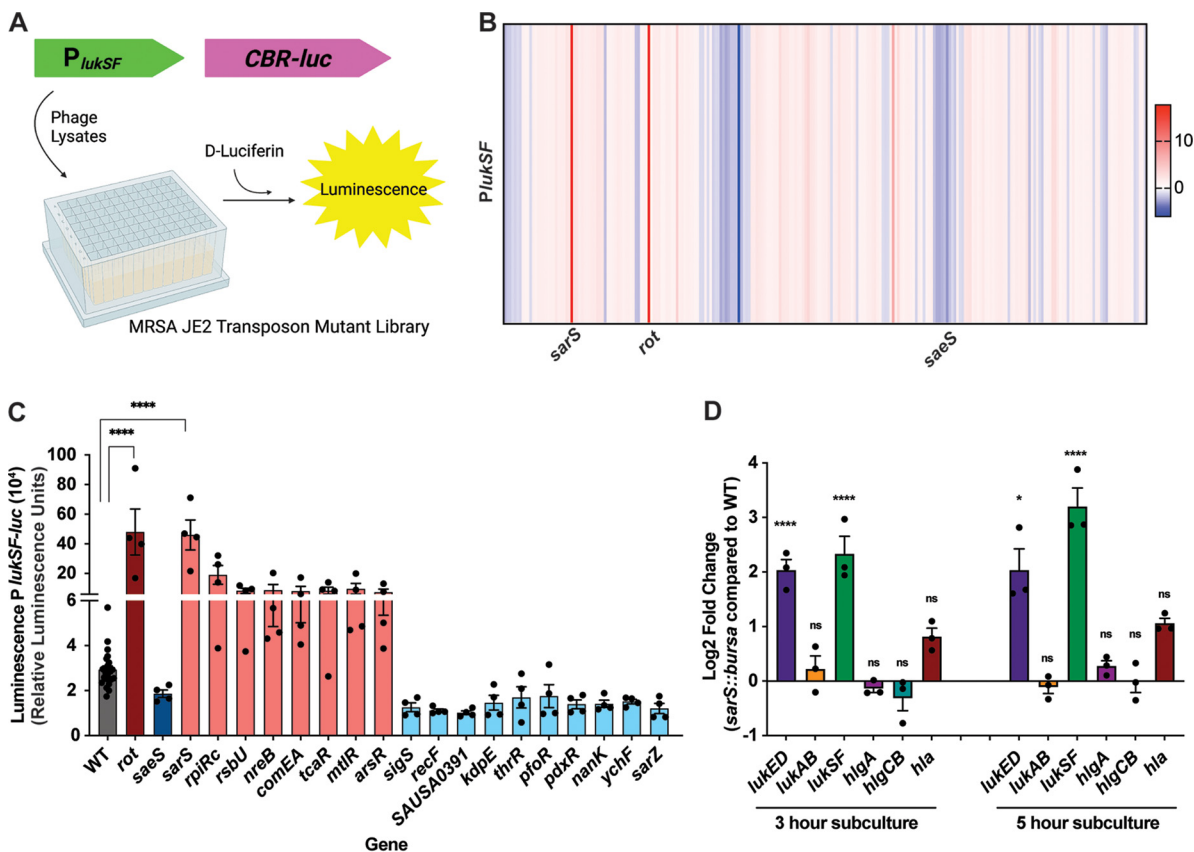 A
P lukSF
CBR-luc
Phage
Lysates
D-Luciferin
Luminescence
MRSA JE2 Transposon Mutant Library
B
PlukSF
10
0
sarS
rot
saeS
C
Luminescence P lukSF-luc (10⁴)
(Relative Luminescence Units)
****
****
100
80
60
40
20
6
4
2
0
WT
rot
saeS
sarS
rpiRc
rsbU
nreB
comEA
tcaR
mtlR
arsR
sigS
recF
SAUSA0391
kdpE
thrR
pfoR
pdxR
nanK
ychF
sarZ
Gene
D
Log2 Fold Change
(sarS::bursa compared to WT)
4
3
2
1
0
-1
****
ns
****
ns
ns
ns
*
ns
****
ns
ns
ns
lukED
lukAB
lukSF
hlgA
hlgCB
hla
lukED
lukAB
lukSF
hlgA
hlgCB
hla
3 hour subculture
5 hour subculture